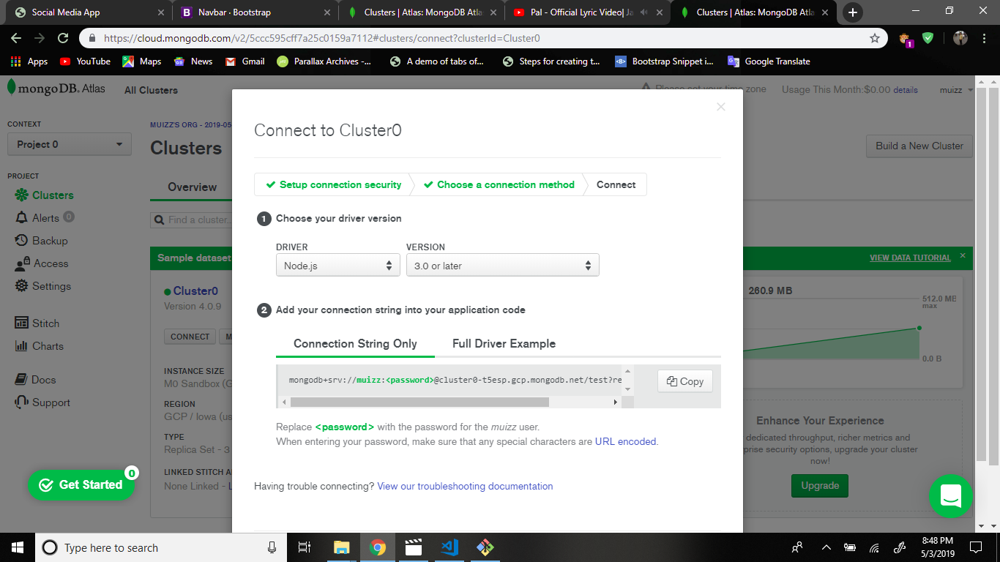 Social Media App
Navbar · Bootstrap
Clusters | Atlas: MongoDB Atla
Pal - Official Lyric Video| Ja
Clusters | Atlas: MongoDB Atla
https://cloud.mongodb.com/v2/5ccc595cff7a25c0159a7112#clusters/connect?clusterId=Cluster0
1
Apps
YouTube
Maps
News
Gmail
Parallax Archives -...
A demo of tabs of...
Steps for creating t...
Bootstrap Snippet i...
Google Translate
mongoDB. Atlas
All Clusters
Please set your time zone
Usage This Month:$0.00 details
muizz
CONTEXT
Project 0
PROJECT
Clusters
Alerts 0
Backup
Access
Settings
Stitch
Charts
Docs
Support
Get Started
0
MUIZZ'S ORG - 2019-05
Clusters
Build a New Cluster
Overview
Find a cluster...
Sample dataset
VIEW DATA TUTORIAL
Cluster0
Version 4.0.9
CONNECT
M
INSTANCE SIZE
M0 Sandbox (G
REGION
GCP / Iowa (us
TYPE
Replica Set - 3
LINKED STITCH A
None Linked - L
260.9 MB
512.0 MB
max
0.0 B
Enhance Your Experience
dedicated throughput, richer metrics and
prise security options, upgrade your cluster
now!
Upgrade
Connect to Cluster0
Setup connection security
Choose a connection method
Connect
1 Choose your driver version
DRIVER
VERSION
Node.js
3.0 or later
2 Add your connection string into your application code
Connection String Only
Full Driver Example
mongodb+srv://muizz:<password>@cluster0-t5esp.gcp.mongodb.net/test?re
Copy
Replace <password> with the password for the muizz user.
When entering your password, make sure that any special characters are URL encoded.
Having trouble connecting? View our troubleshooting documentation
Type here to search
8:48 PM
5/3/2019